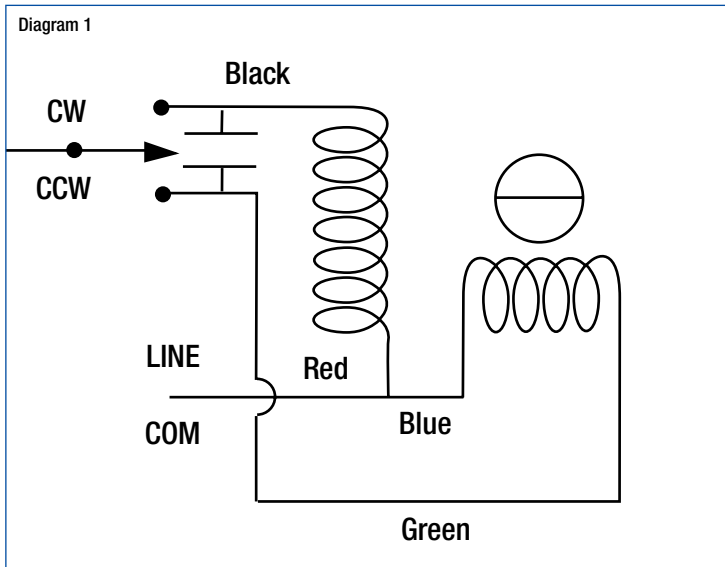 Diagram 1
Black
CW
CCW
LINE
Red
COM
Blue
Green